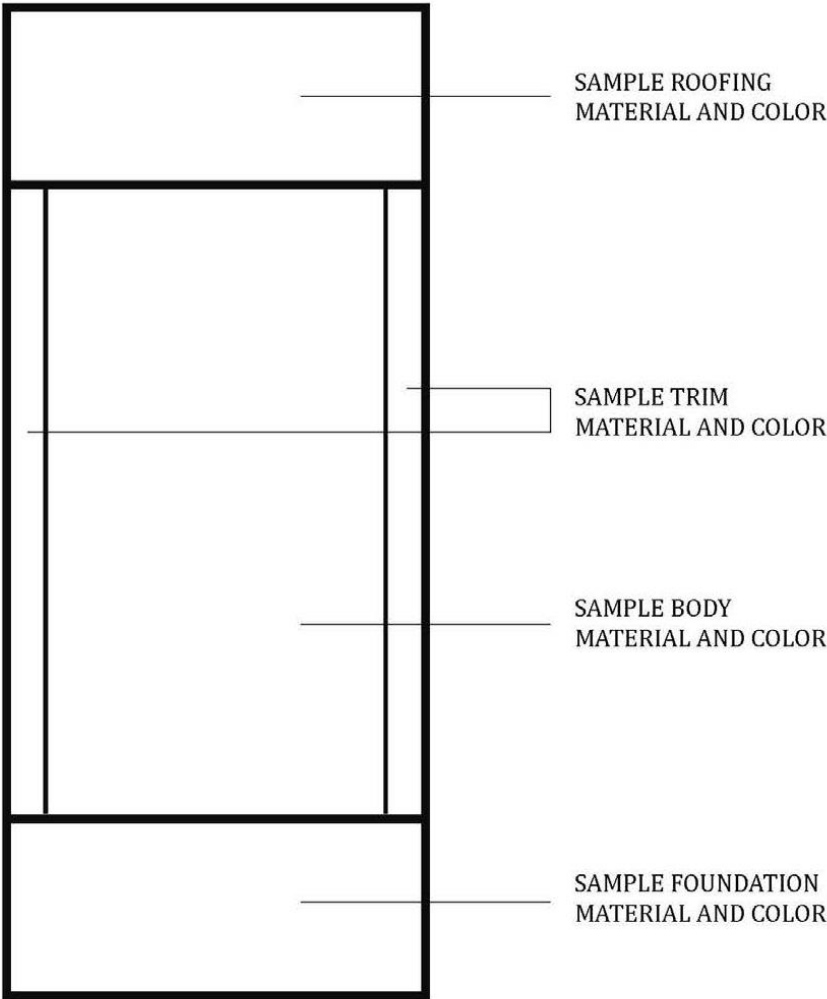 SAMPLE ROOFING
MATERIAL AND COLOR
SAMPLE TRIM
MATERIAL AND COLOR
SAMPLE BODY
MATERIAL AND COLOR
SAMPLE FOUNDATION
MATERIAL AND COLOR